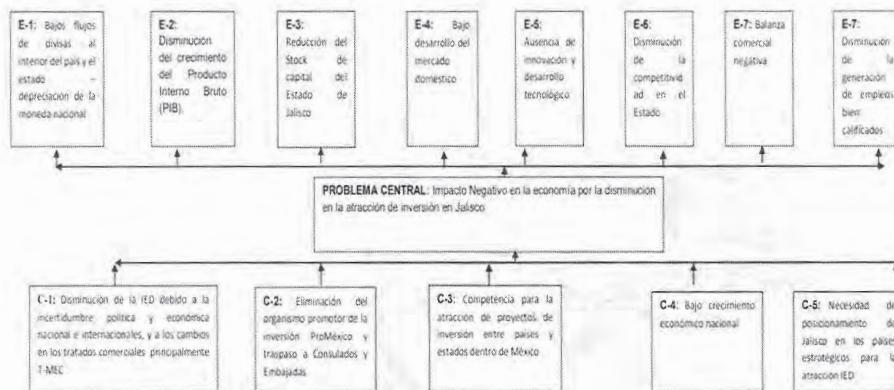 E-1: Bajos flujos
de divisas al
interior del país y el
estado –
depreciación de la
moneda nacional
E-2:
Disminución
del crecimiento
del Producto
Interno Bruto
(PIB).
E-3:
Reducción del
Stock de
capital del
Estado de
Jalisco
E-4: Bajo
desarrollo del
mercado
doméstico
E-5:
Ausencia de
innovación y
desarrollo
tecnológico
E-6:
Disminución
de la
competitivid
ad en el
Estado
E-7: Balanza
comercial
negativa
E-7:
Disminución
de la
generación
de empleos
bien
calificados
PROBLEMA CENTRAL: Impacto Negativo en la economía por la disminución
en la atracción de inversión en Jalisco
C-1: Disminución de la IED debido a la
incertidumbre política y económica
nacional e internacionales, y a los cambios
en los tratados comerciales principalmente
T-MEC
C-2: Eliminación del
organismo promotor de la
inversión ProMéxico y
traspaso a Consulados y
Embajadas
C-3: Competencia para la
atracción de proyectos de
inversión entre países y
estados dentro de México
C-4: Bajo crecimiento
económico nacional
C-5: Necesidad de
posicionamiento de
Jalisco en los países
estratégicos para la
atracción IED